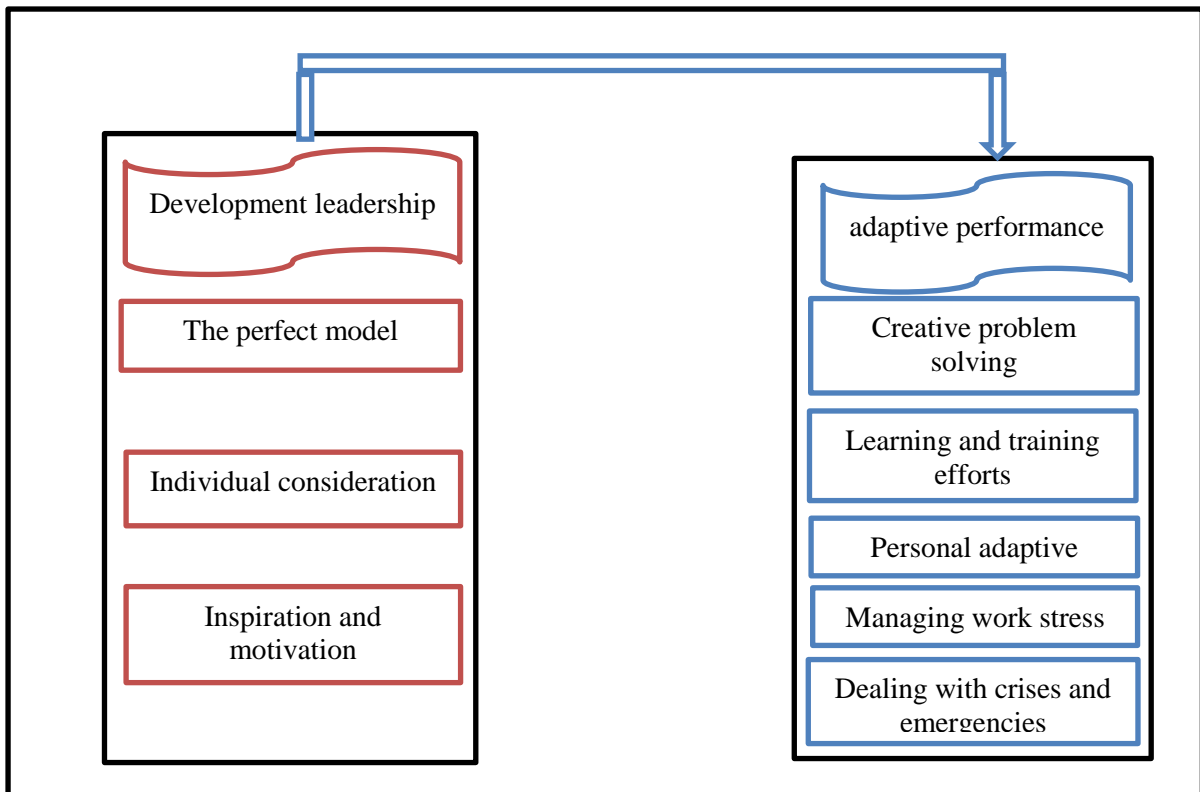 Development leadership
The perfect model
Individual consideration
Inspiration and
motivation
adaptive performance
Creative problem
solving
Learning and training
efforts
Personal adaptive
Managing work stress
Dealing with crises and
emergencies